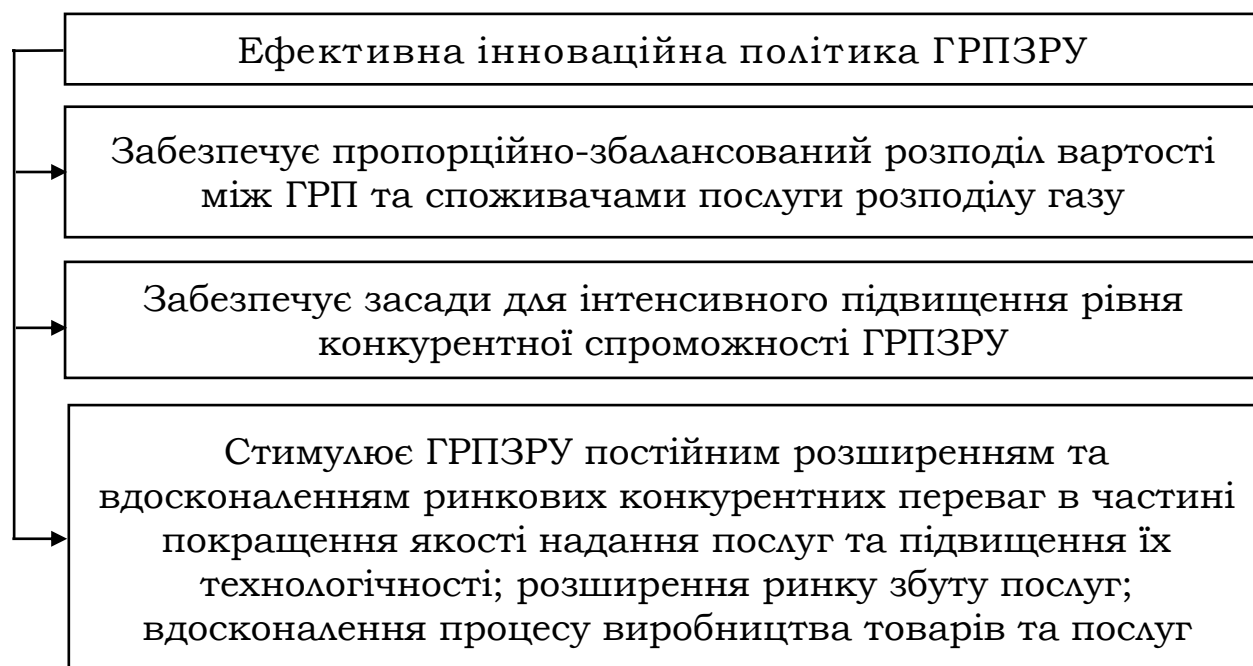 Ефективна інноваційна політика ГРПЗРУ
Забезпечує пропорційно-збалансований розподіл вартості
між ГРП та споживачами послуги розподілу газу
Забезпечує засади для інтенсивного підвищення рівня
конкурентної спроможності ГРПЗРУ
Стимулює ГРПЗРУ постійним розширенням та
вдосконаленням ринкових конкурентних переваг в частині
покращення якості надання послуг та підвищення їх
технологічності; розширення ринку збуту послуг;
вдосконалення процесу виробництва товарів та послуг